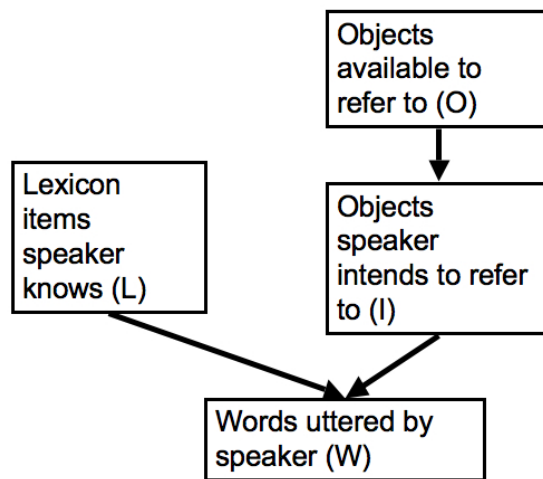 Objects
available to
refer to (O)
Lexicon
items
speaker
knows (L)
Objects
speaker
intends to refer
to (I)
Words uttered by
speaker (W)